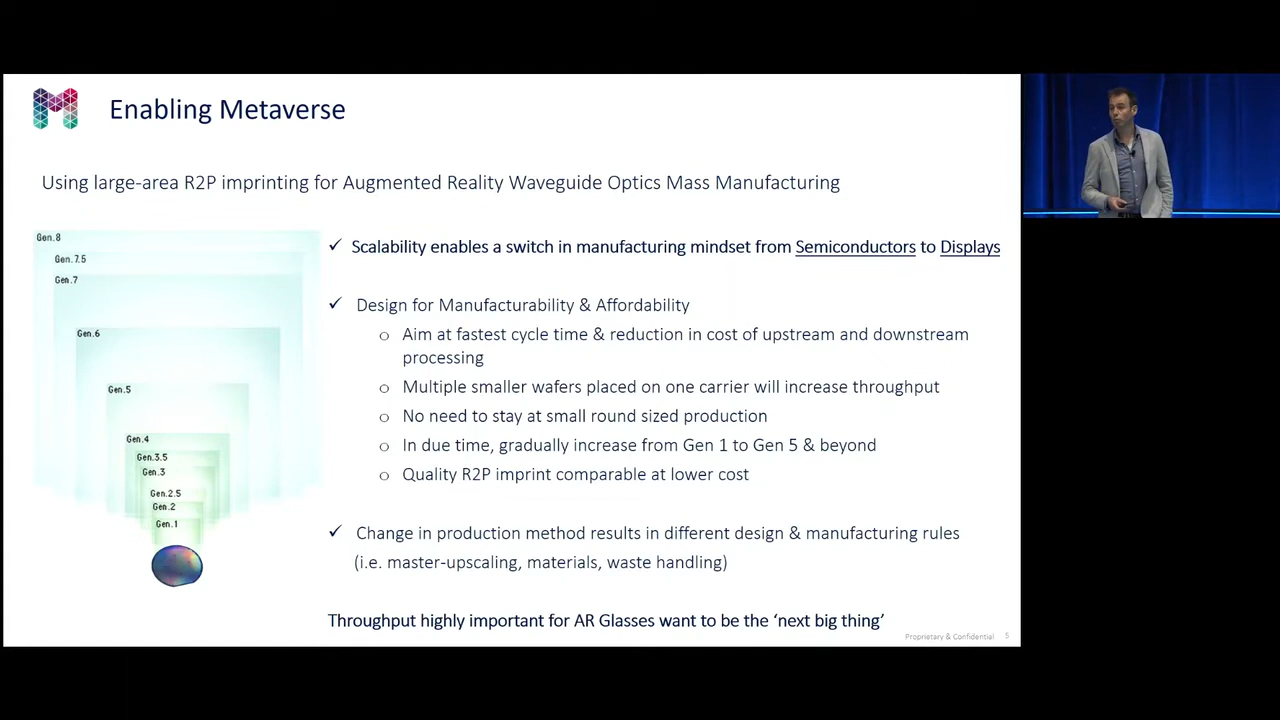 Enabling Metaverse
Using large-area R2P imprinting for Augmented Reality Waveguide Optics Mass Manufacturing
Gen.8
Gen.7.5
Gen.7
Gen.6
Gen.5
Gen.4
Gen.3.5
Gen.3
Gen.2.5
Gen.2
Gen.1
✓ Scalability enables a switch in manufacturing mindset from Semiconductors to Displays
✓ Design for Manufacturability & Affordability
o Aim at fastest cycle time & reduction in cost of upstream and downstream
processing
o Multiple smaller wafers placed on one carrier will increase throughput
o No need to stay at small round sized production
o In due time, gradually increase from Gen 1 to Gen 5 & beyond
o Quality R2P imprint comparable at lower cost
✓ Change in production method results in different design & manufacturing rules
(i.e. master-upscaling, materials, waste handling)
Throughput highly important for AR Glasses want to be the ‘next big thing’
Proprietary & Confidential 5